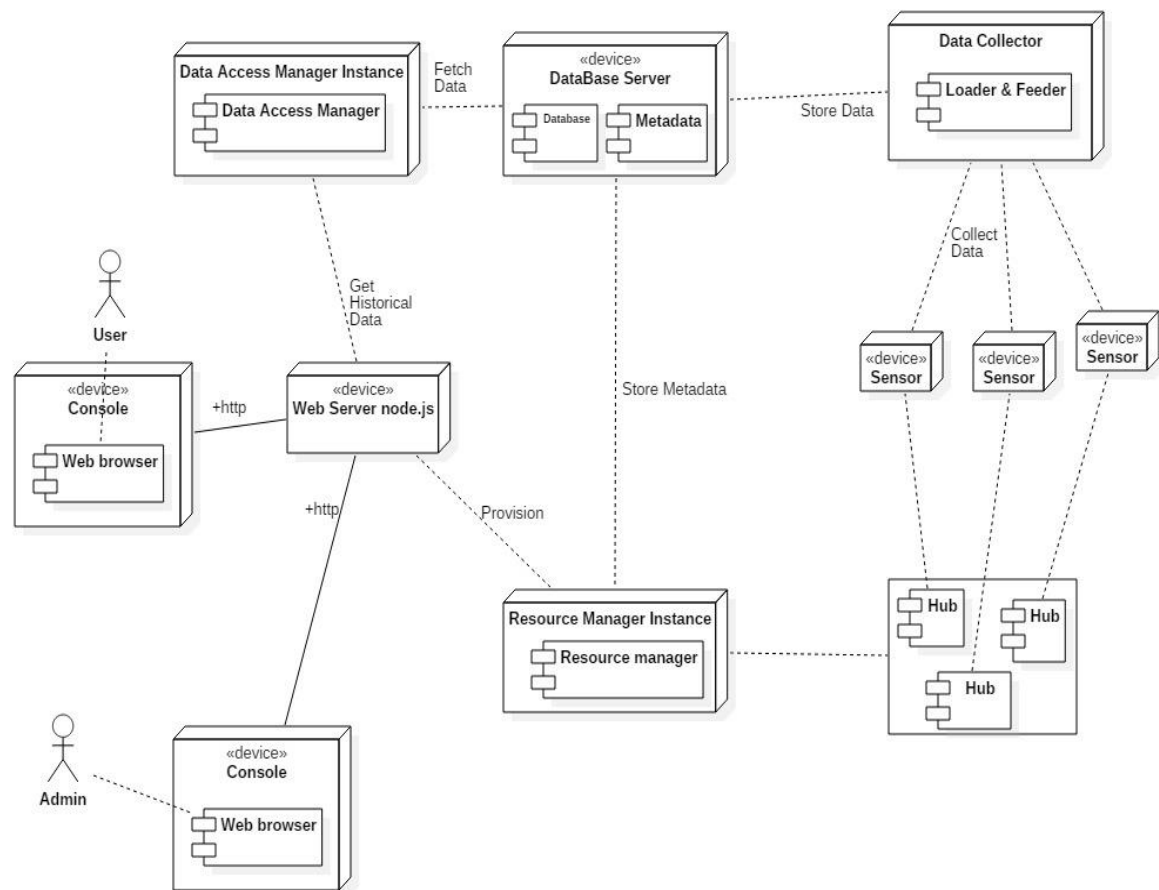 Data Access Manager Instance
Data Access Manager
Fetch
Data
«device»
DataBase Server
Database
Metadata
Store Data
Data Collector
Loader & Feeder
Collect
Data
Get
Historical
Data
User
«device»
Console
Web browser
+http
«device»
Web Server node.js
Store Metadata
«device»
Sensor
«device»
Sensor
«device»
Sensor
+http
Provision
Resource Manager Instance
Resource manager
Hub
Hub
Hub
Admin
«device»
Console
Web browser